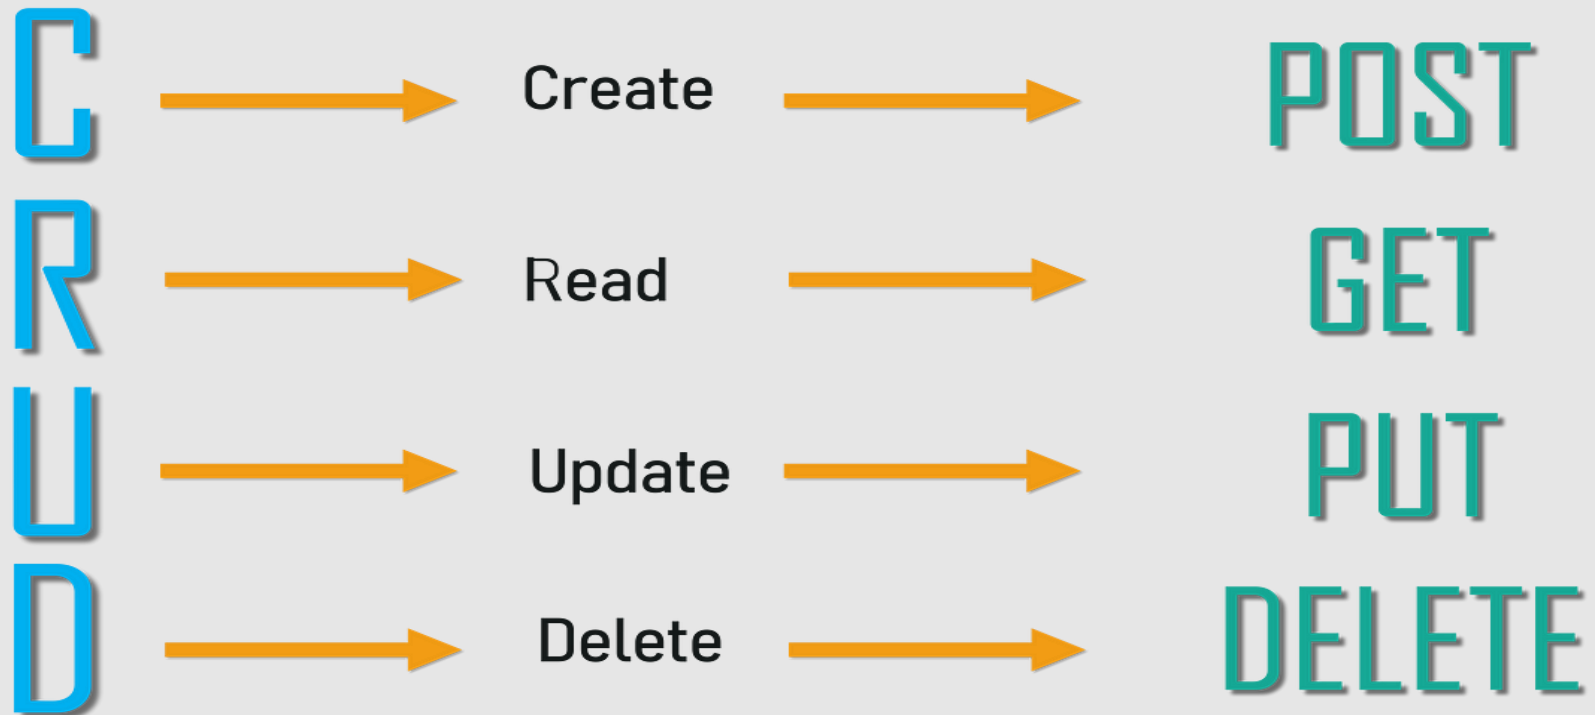 C Create POST
R Read GET
U Update PUT
D Delete DELETE